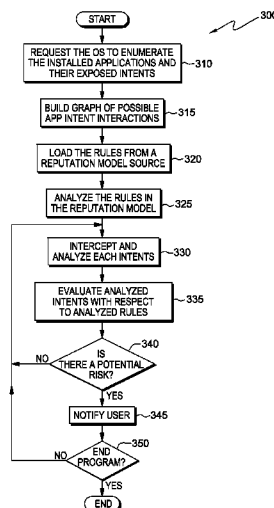 START
300
REQUEST THE OS TO ENUMERATE
THE INSTALLED APPLICATIONS AND
THEIR EXPOSED INTENTS
310
BUILD GRAPH OF POSSIBLE
APP INTENT INTERACTIONS
315
LOAD THE RULES FROM A
REPUTATION MODEL SOURCE
320
ANALYZE THE RULES IN
THE REPUTATION MODEL
325
INTERCEPT AND
ANALYZE EACH INTENTS
330
EVALUATE ANALYZED
INTENTS WITH RESPECT
TO ANALYZED RULES
335
340
IS
THERE A POTENTIAL
RISK?
NO
YES
NOTIFY USER
345
350
END
PROGRAM?
NO
YES
END